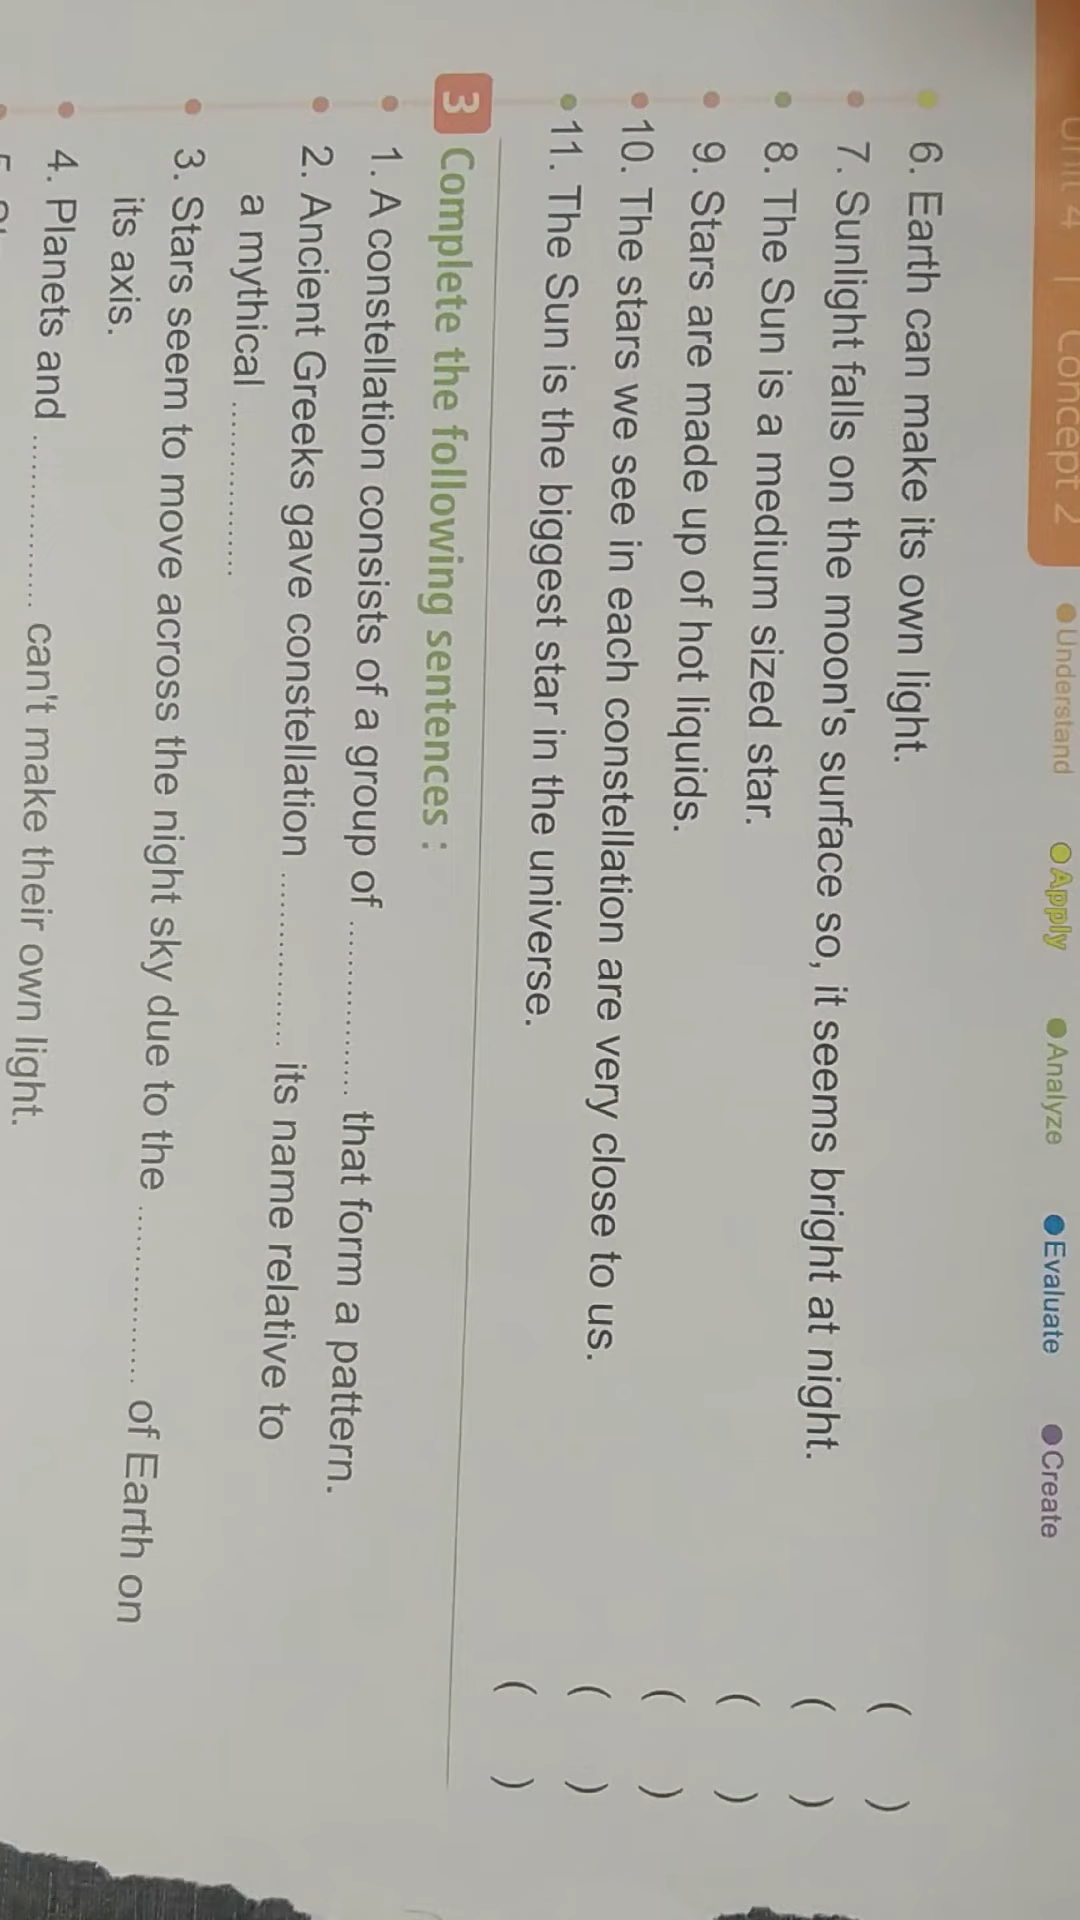 Unit 4 | Concept 2
Understand Apply Analyze Evaluate Create
6. Earth can make its own light. ( )
7. Sunlight falls on the moon's surface so, it seems bright at night. ( )
8. The Sun is a medium sized star. ( )
9. Stars are made up of hot liquids. ( )
10. The stars we see in each constellation are very close to us. ( )
11. The Sun is the biggest star in the universe. ( )
3 Complete the following sentences :
1. A constellation consists of a group of ............... that form a pattern.
2. Ancient Greeks gave constellation ............... its name relative to
a mythical ...............
3. Stars seem to move across the night sky due to the ............... of Earth on
its axis.
4. Planets and ............... can't make their own light.